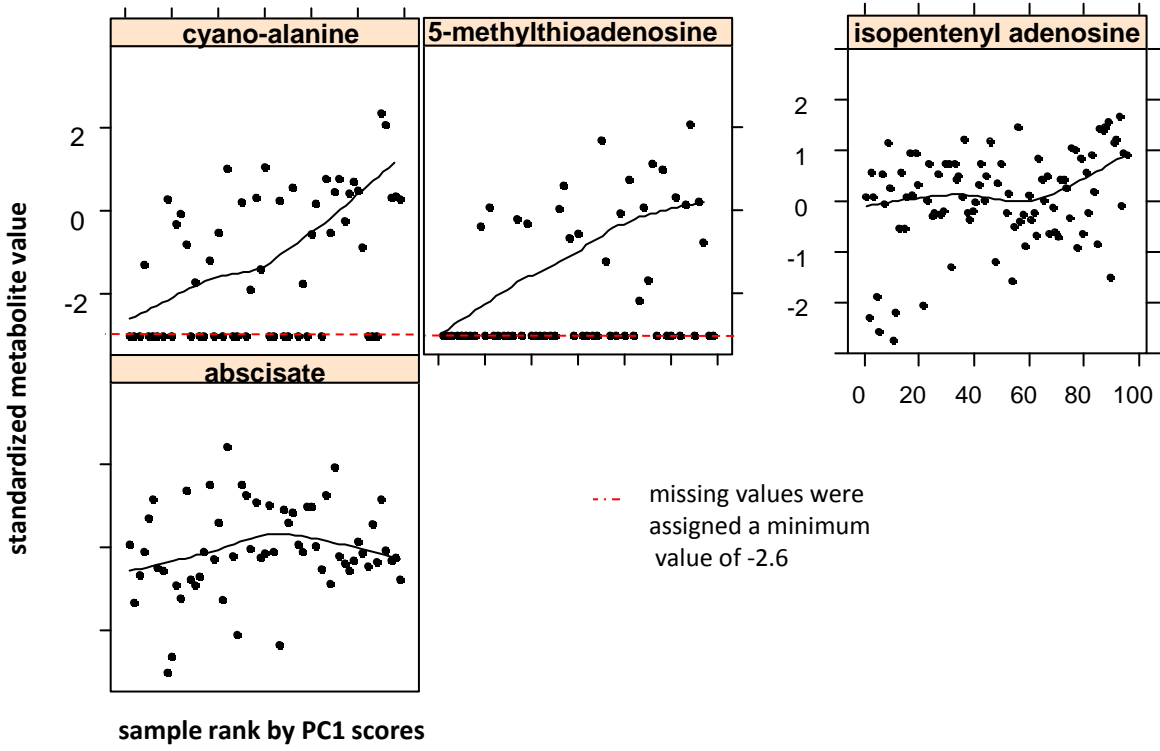 cyano-alanine
5-methylthioadenosine
isopentenyl adenosine
2
0
-2
2
1
0
-1
-2
0 20 40 60 80 100
abscisate
standardized metabolite value
missing values were
assigned a minimum
value of -2.6
sample rank by PC1 scores